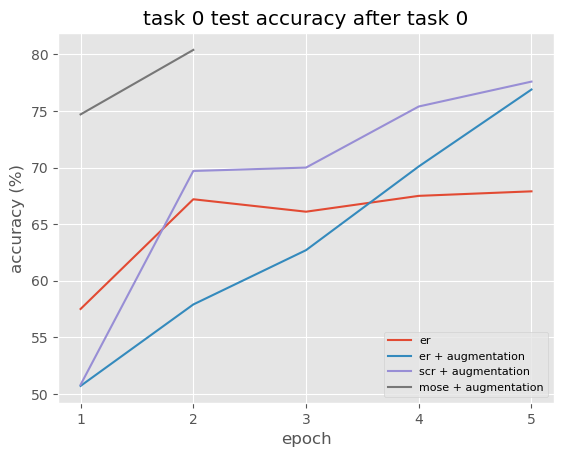 task 0 test accuracy after task 0
accuracy (%)
80
75
70
65
60
55
50
1 2 3 4 5
epoch
er
er + augmentation
scr + augmentation
mose + augmentation